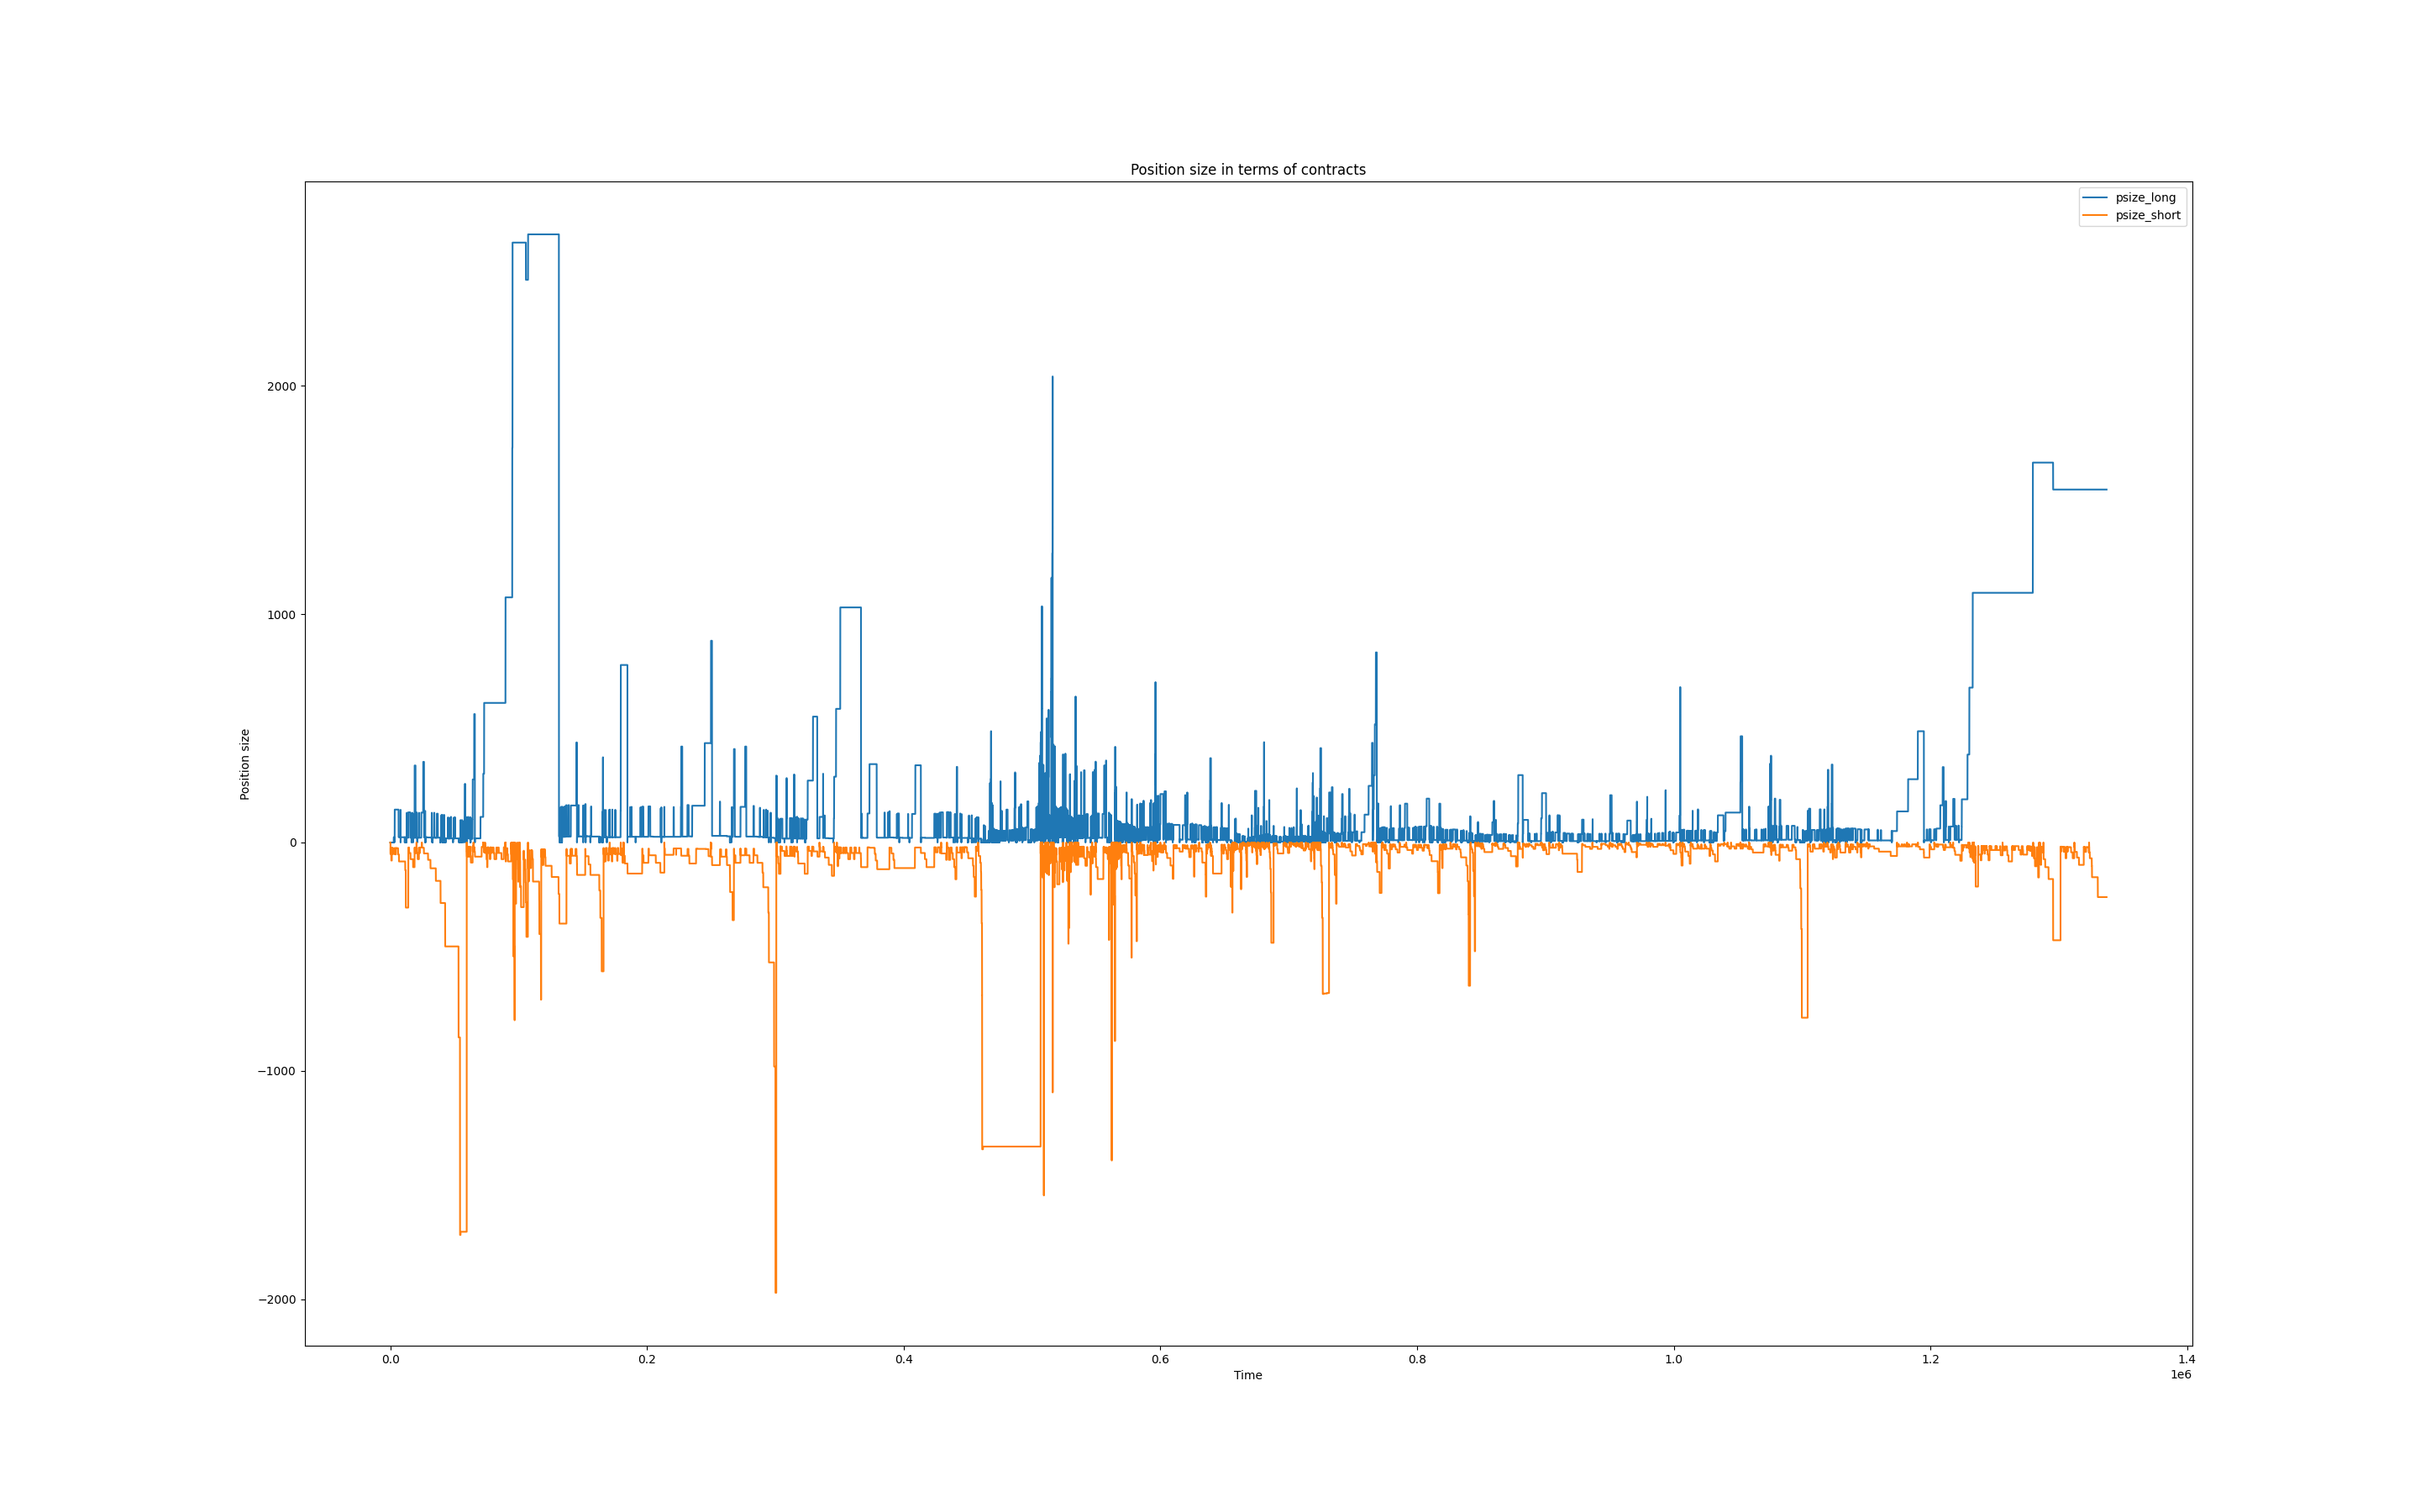 Position size in terms of contracts
psize_long
psize_short
Position size
2000
1000
0
−1000
−2000
0.0
0.2
0.4
0.6
0.8
1.0
1.2
1.4
1e6
Time